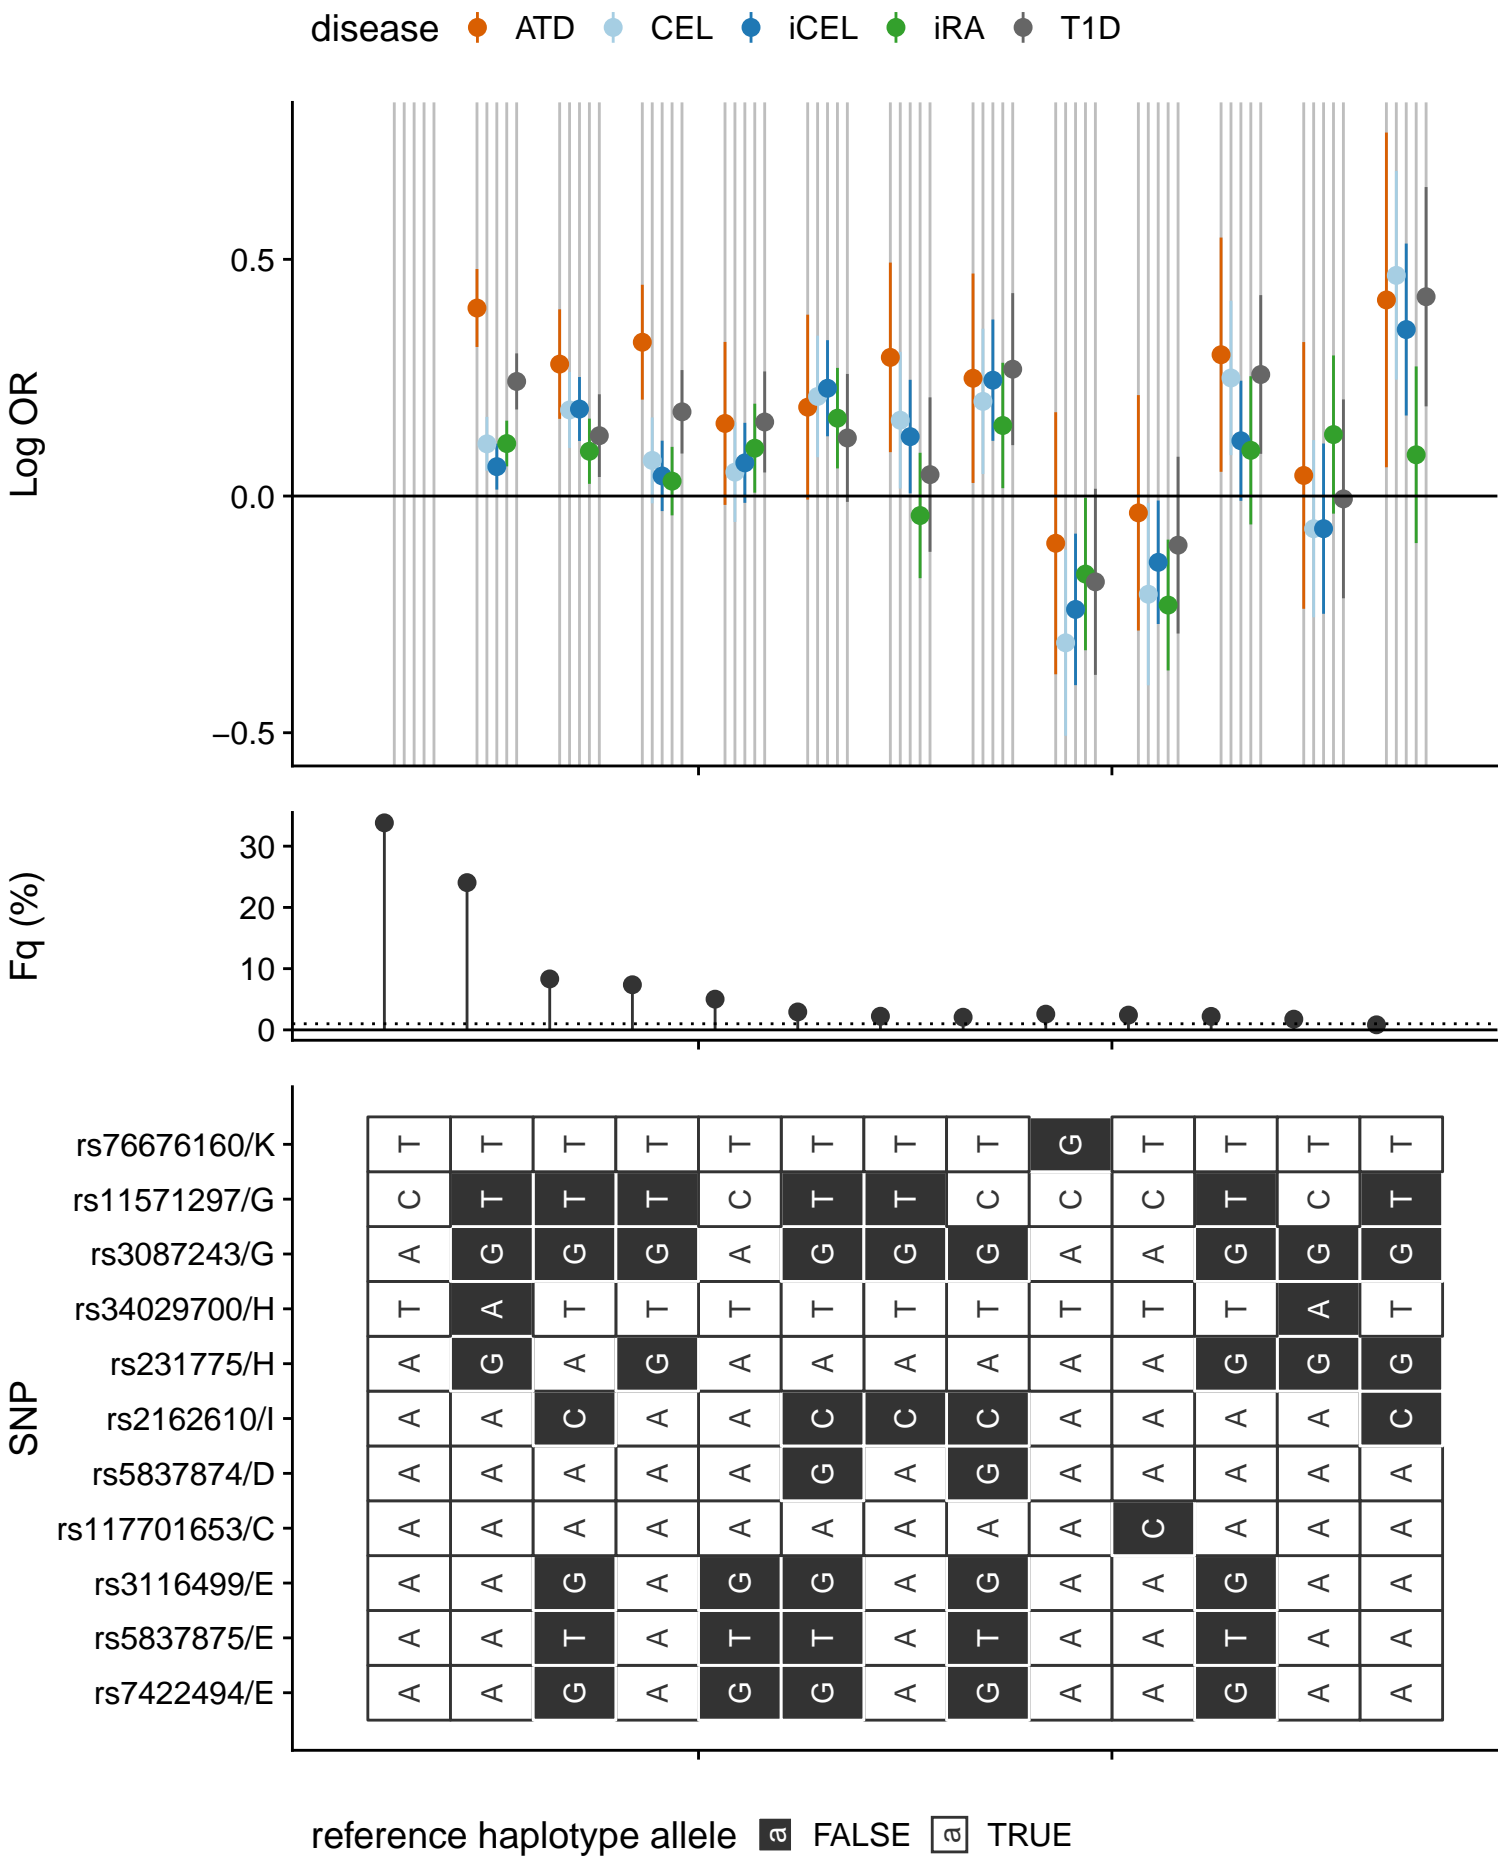 disease ATD CEL iCEL iRA T1D
Log OR
0.5
0.0
−0.5
Fq (%)
30
20
10
0
SNP
rs76676160/K T T T T T T T T G T T T T
rs11571297/G C T T T C T T C C C T C T
rs3087243/G A G G G A G G G A A G G G
rs34029700/H T A T T T T T T T T T A T
rs231775/H A G A G A A A A A A G G G
rs2162610/I A A C A A C C C A A A A C
rs5837874/D A A A A A G A G A A A A A
rs117701653/C A A A A A A A A A C A A A
rs3116499/E A A G A G G A G A A G A A
rs5837875/E A A T A T T A T A A T A A
rs7422494/E A A G A G G A G A A G A A
reference haplotype allele a FALSE a TRUE